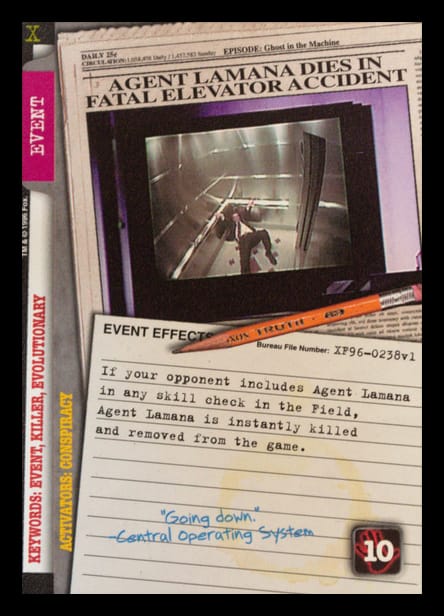 X
EVENT
TM & © 1996 Fox.
KEYWORDS: EVENT, KILLER, EVOLUTIONARY
ACTIVATORS: CONSPIRACY
DAILY 25¢
EPISODE: Ghost in the Machine
AGENT LAMANA DIES IN
FATAL ELEVATOR ACCIDENT
TRUTH
EVENT EFFECTS
Bureau File Number: XF96-0238v1
If your opponent includes Agent Lamana
in any skill check in the Field,
Agent Lamana is instantly killed
and removed from the game.
"Going down."
-Central Operating System
10